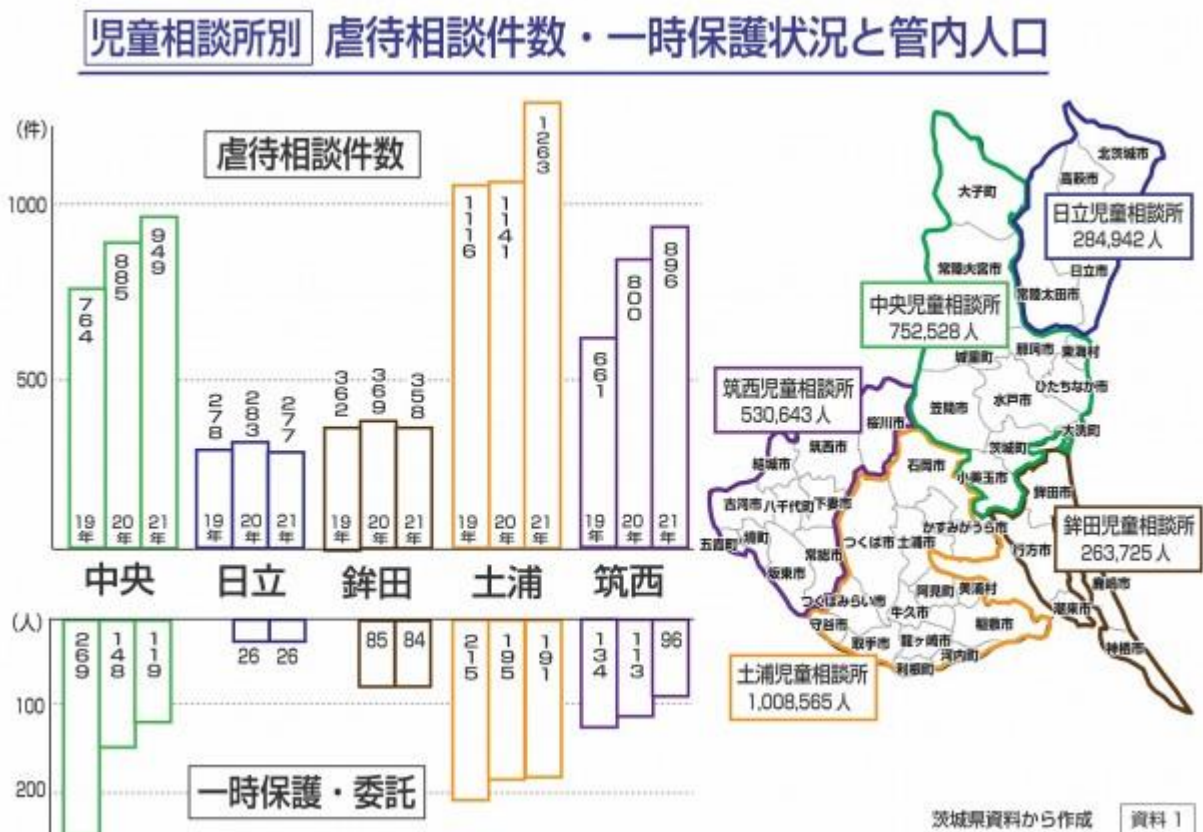 児童相談所別 虐待相談件数・一時保護状況と管内人口
(件)
虐待相談件数
1000
500
764
885
949
278
283
277
362
369
358
1116
1141
1263
661
800
896
19年 20年 21年
19年 20年 21年
19年 20年 21年
19年 20年 21年
19年 20年 21年
中央 日立 鉾田 土浦 筑西
(人)
269
148
119
26
26
85
84
215
195
191
134
113
96
100
200
一時保護・委託
北茨城市
高萩市
大子町
日立児童相談所
284,942人
日立市
常陸大宮市
常陸太田市
中央児童相談所
752,528人
那珂市
東海村
城里町
ひたちなか市
筑西児童相談所
530,643人
水戸市
笠間市
桜川市
大洗町
茨城町
筑西市
石岡市
結城市
小美玉市
鉾田市
古河市
八千代町
下妻市
かすみがうら市
鉾田児童相談所
263,725人
五霞町
境町
常総市
つくば市
土浦市
行方市
坂東市
鹿嶋市
阿見町
美浦村
つくばみらい市
牛久市
潮来市
守谷市
稲敷市
取手市
龍ヶ崎市
神栖市
河内町
利根町
土浦児童相談所
1,008,565人
茨城県資料から作成
資料1